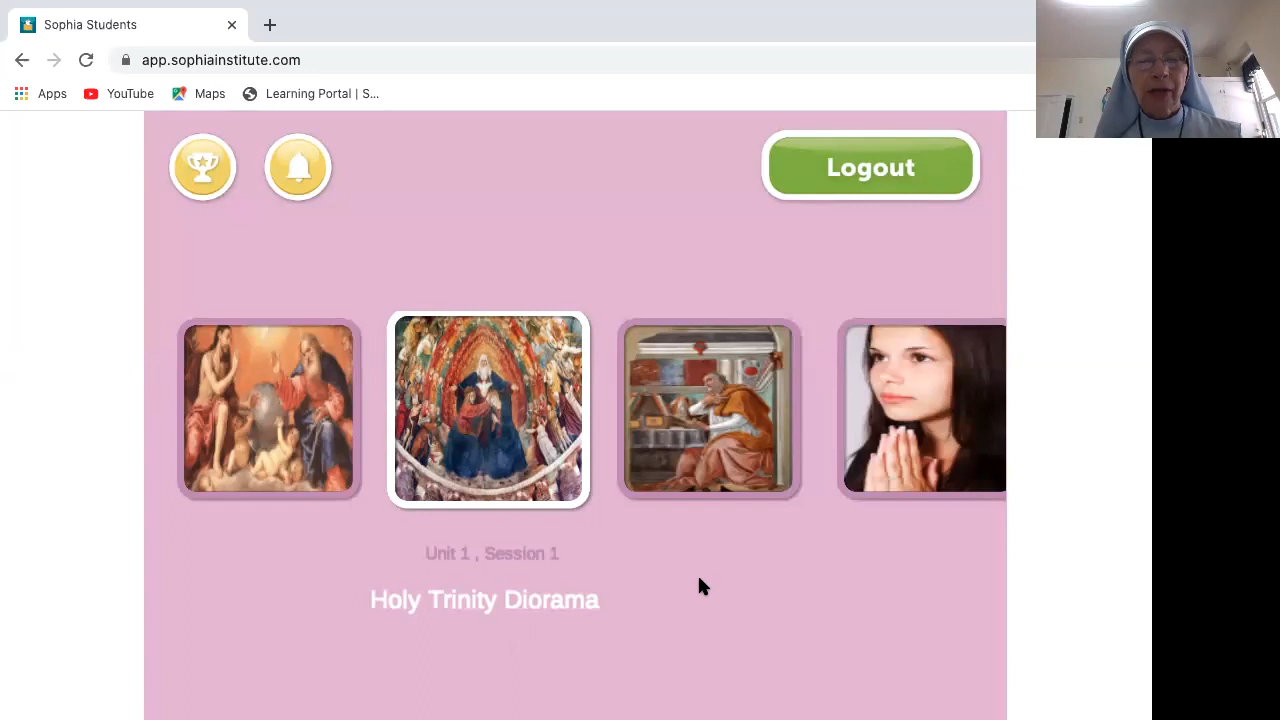 Sophia Students
app.sophiainstitute.com
Apps YouTube Maps Learning Portal | S...
Logout
Unit 1 , Session 1
Holy Trinity Diorama